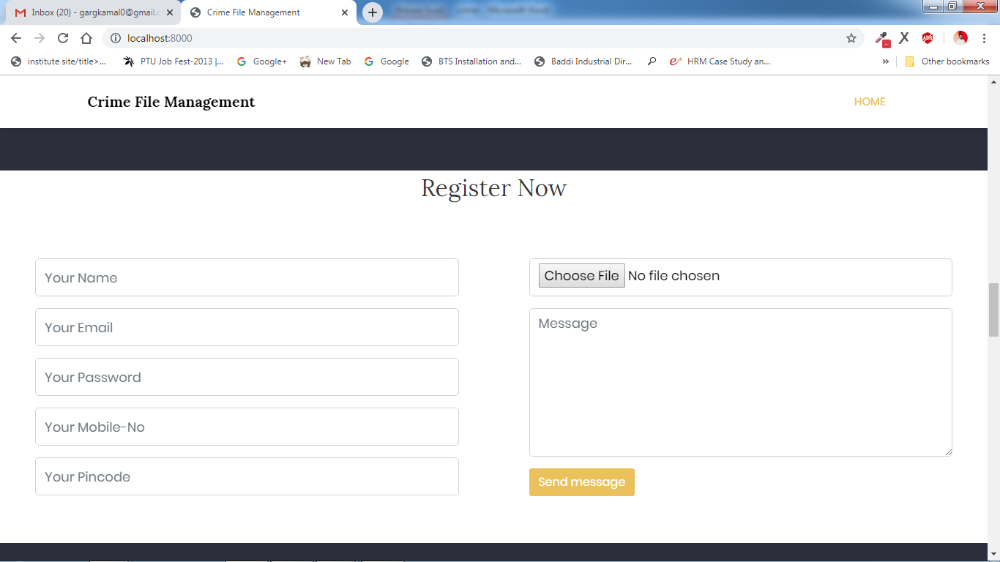 Inbox (20) - gargkamal0@gmail.c
Crime File Management
localhost:8000
institute site/title>...
PTU Job Fest-2013 |...
Google+
New Tab
Google
BTS Installation and...
Baddi Industrial Dir...
HRM Case Study an...
»
Other bookmarks
Crime File Management
HOME
Register Now
Your Name
Choose File No file chosen
Your Email
Message
Your Password
Your Mobile-No
Your Pincode
Send message